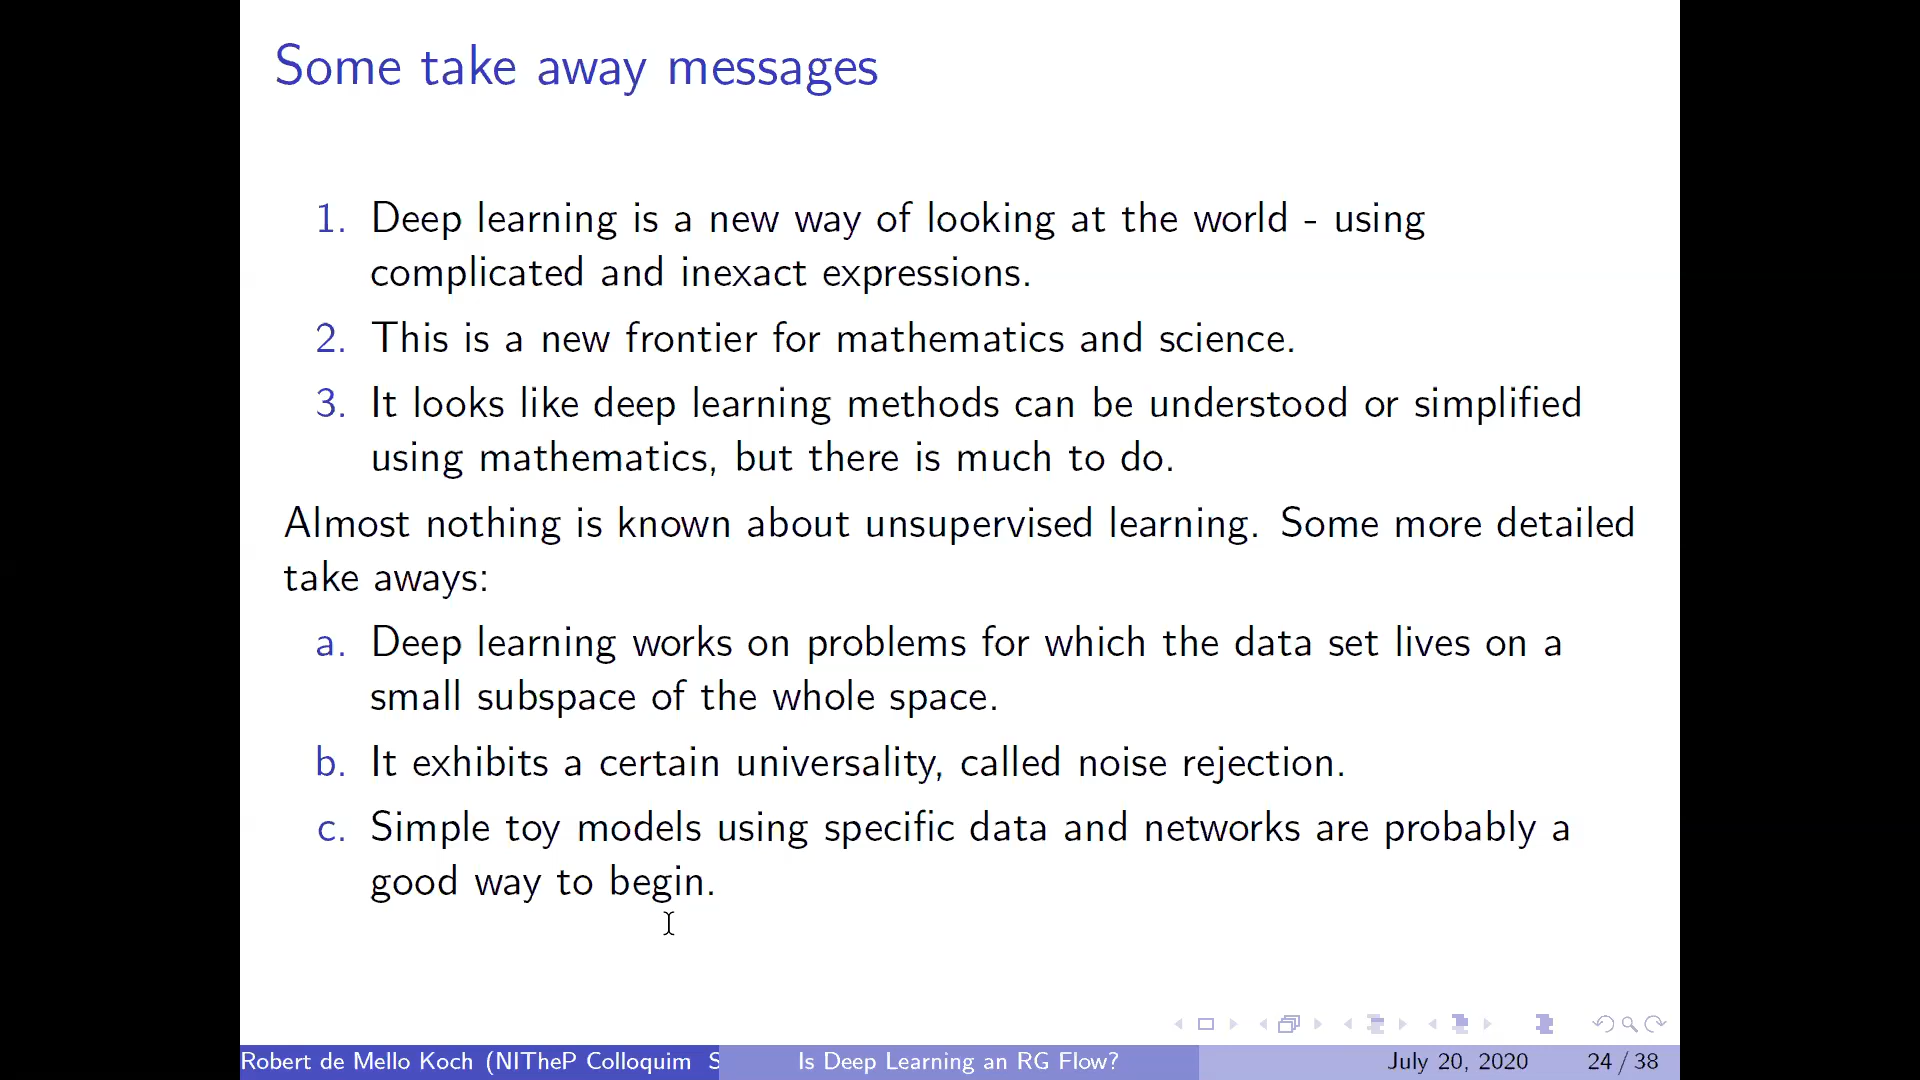 Some take away messages
1. Deep learning is a new way of looking at the world - using
complicated and inexact expressions.
2. This is a new frontier for mathematics and science.
3. It looks like deep learning methods can be understood or simplified
using mathematics, but there is much to do.
Almost nothing is known about unsupervised learning. Some more detailed
take aways:
a. Deep learning works on problems for which the data set lives on a
small subspace of the whole space.
b. It exhibits a certain universality, called noise rejection.
c. Simple toy models using specific data and networks are probably a
good way to begin.
Robert de Mello Koch (NITheP Colloquim S Is Deep Learning an RG Flow? July 20, 2020 24 / 38